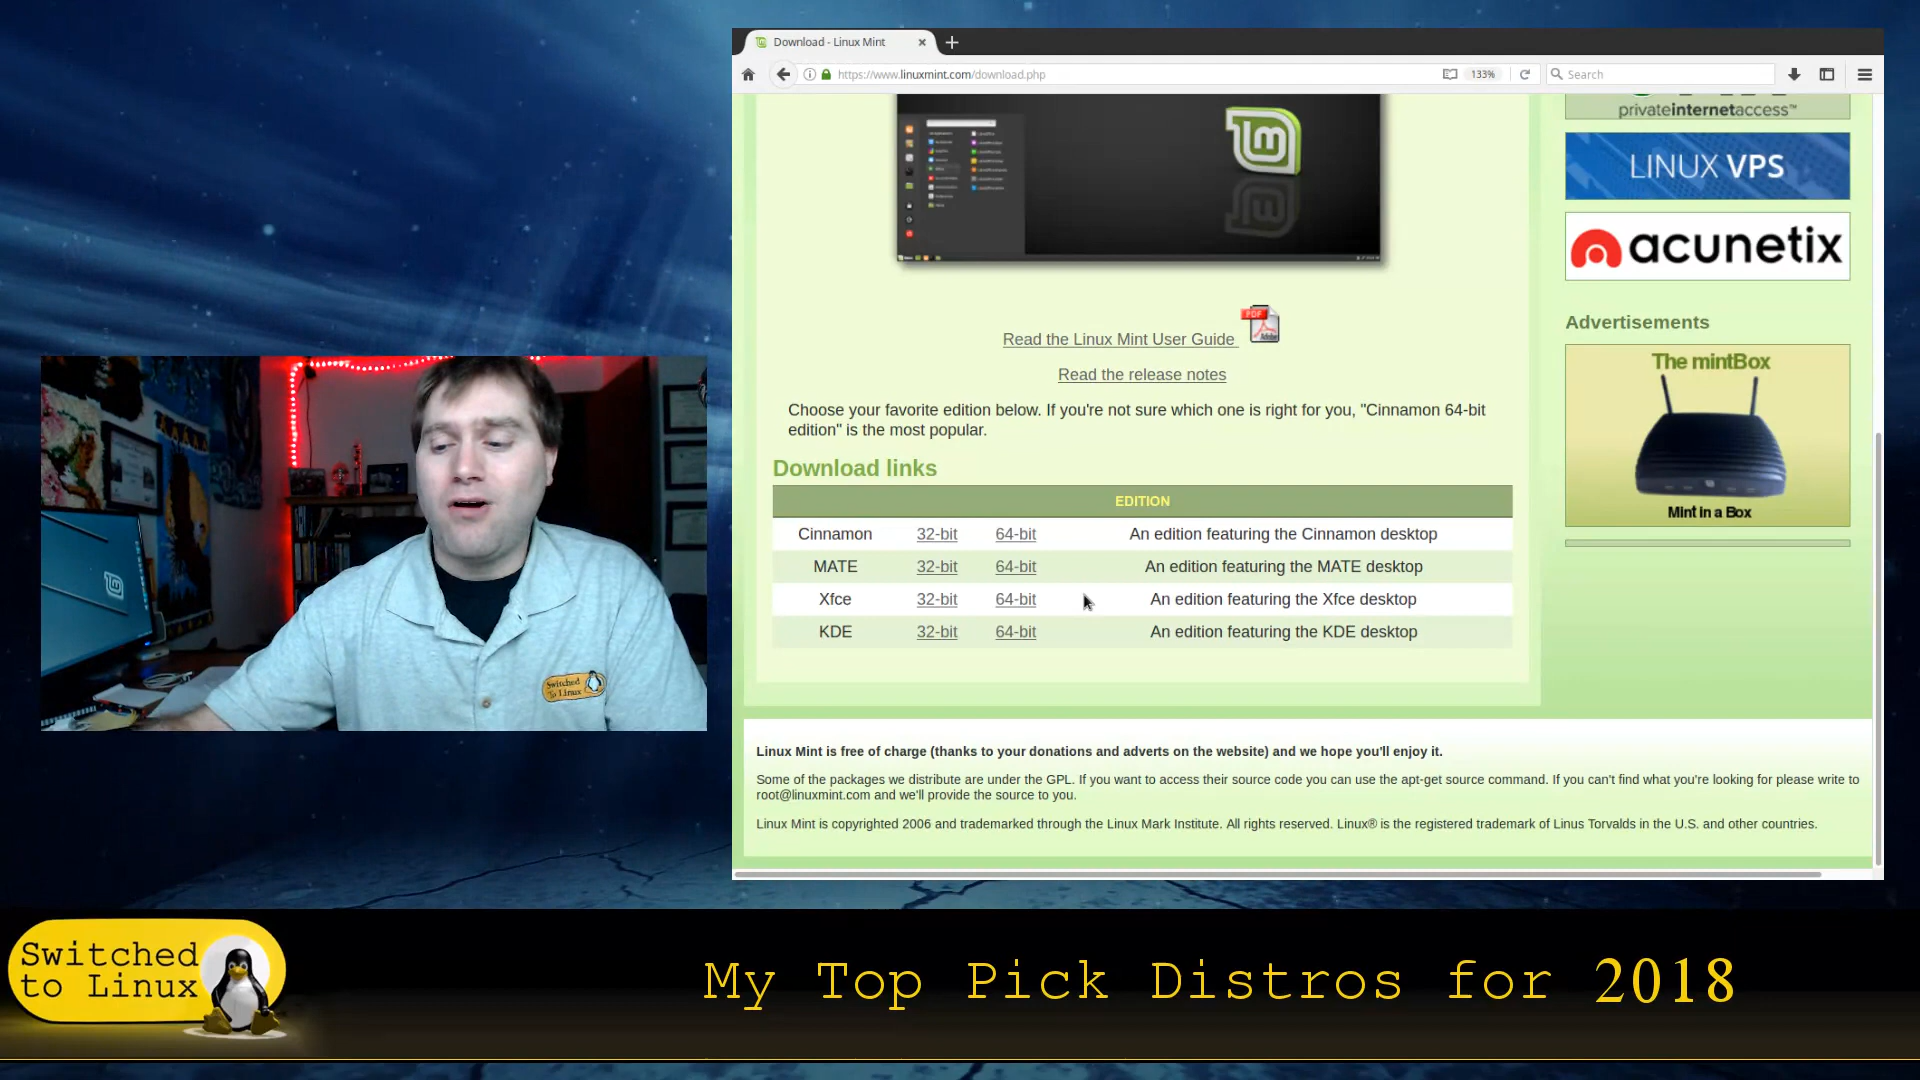 Download - Linux Mint
https://www.linuxmint.com/download.php
133%
Search
privateinternetaccess™
LINUX VPS
acunetix
Advertisements
The mintBox
Mint in a Box
Read the Linux Mint User Guide
PDF
Adobe
Read the release notes
Choose your favorite edition below. If you're not sure which one is right for you, "Cinnamon 64-bit
edition" is the most popular.
Download links
EDITION
Cinnamon 32-bit 64-bit An edition featuring the Cinnamon desktop
MATE 32-bit 64-bit An edition featuring the MATE desktop
Xfce 32-bit 64-bit An edition featuring the Xfce desktop
KDE 32-bit 64-bit An edition featuring the KDE desktop
Linux Mint is free of charge (thanks to your donations and adverts on the website) and we hope you'll enjoy it.
Some of the packages we distribute are under the GPL. If you want to access their source code you can use the apt-get source command. If you can't find what you're looking for please write to
root@linuxmint.com and we'll provide the source to you.
Linux Mint is copyrighted 2006 and trademarked through the Linux Mark Institute. All rights reserved. Linux® is the registered trademark of Linus Torvalds in the U.S. and other countries.
Switched
To Linux
Switched
to Linux
My Top Pick Distros for 2018